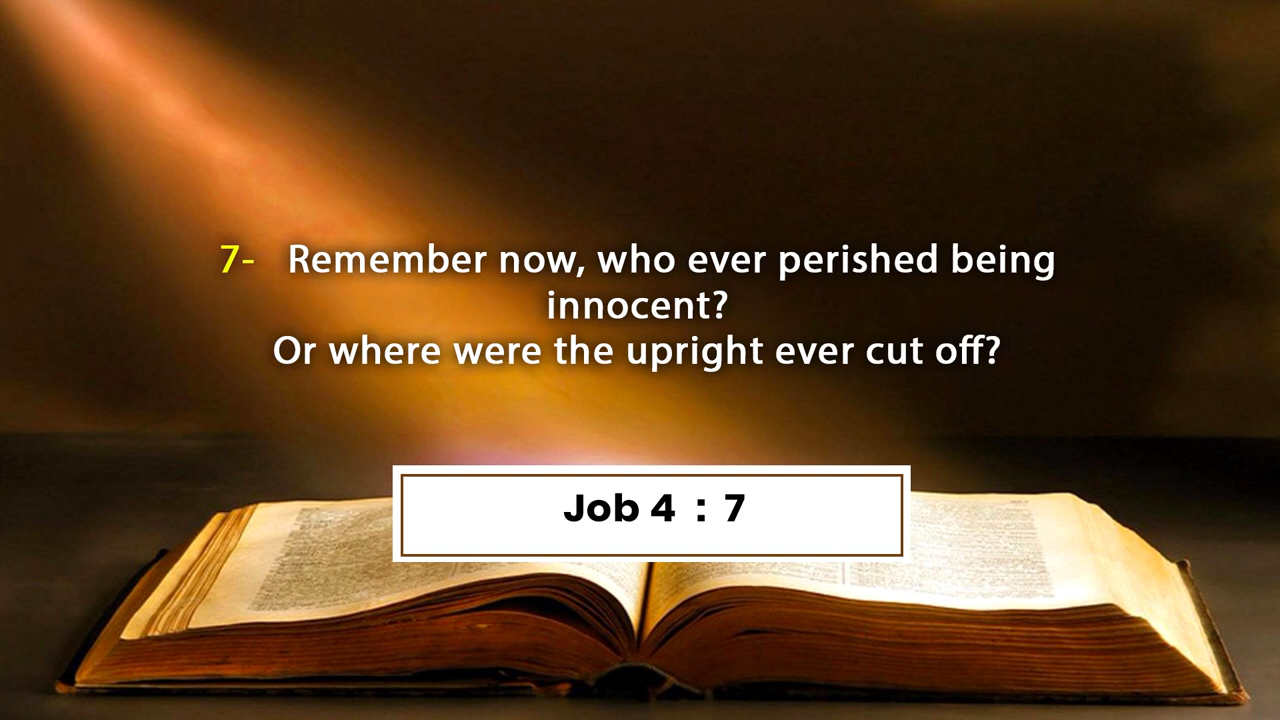 7- Remember now, who ever perished being
innocent?
Or where were the upright ever cut off?
Job 4 : 7